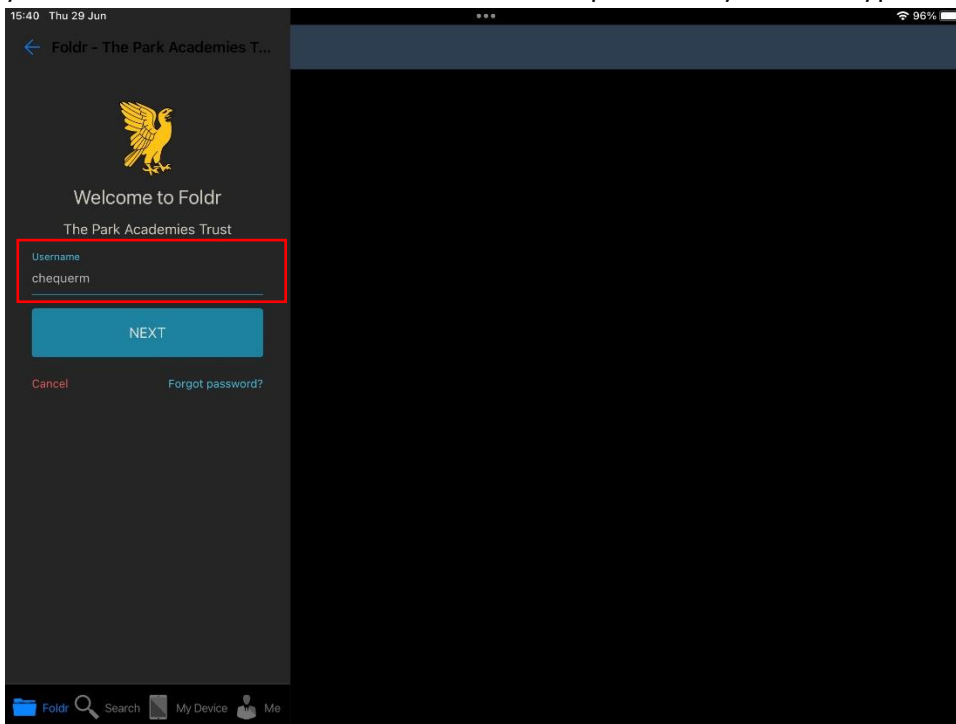 15:40 Thu 29 Jun
96%
Foldr - The Park Academies T...
Welcome to Foldr
The Park Academies Trust
Username
chequerm
NEXT
Cancel Forgot password?
Foldr Search My Device Me